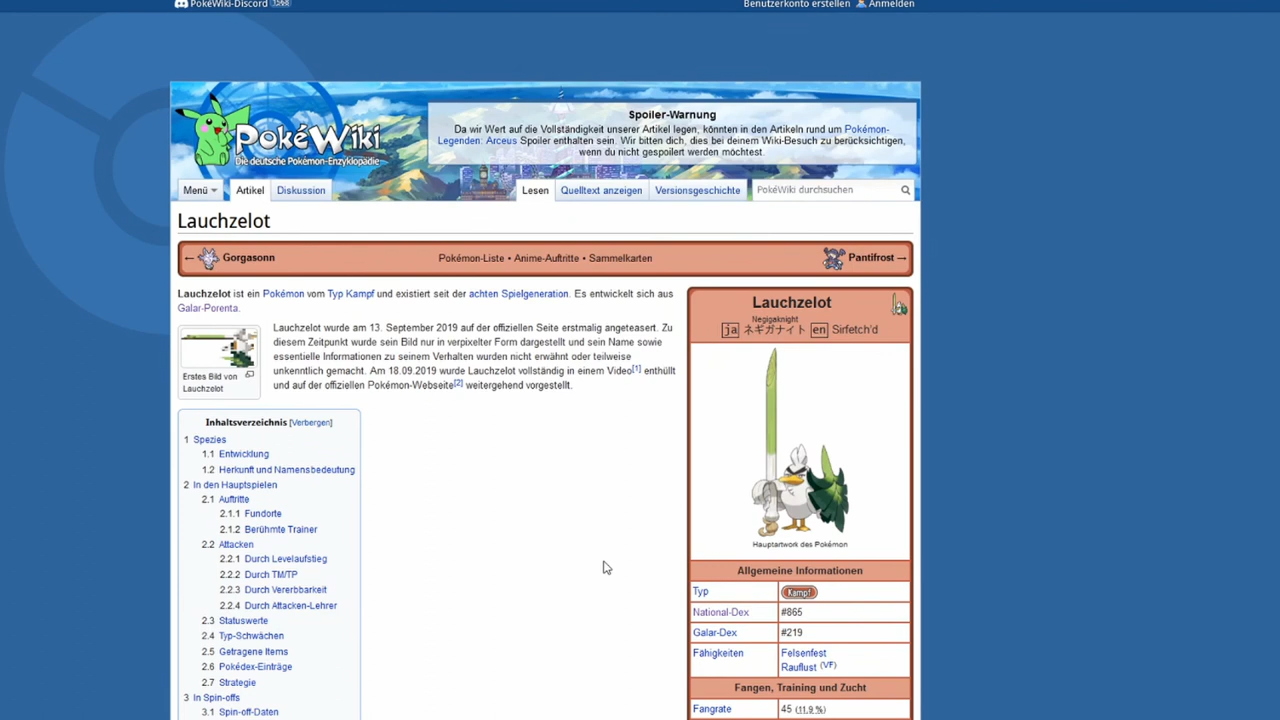 PokéWiki-Discord 1568
Benutzerkonto erstellen Anmelden
PokéWiki
Die deutsche Pokémon-Enzyklopädie
Spoiler-Warnung
Da wir Wert auf die Vollständigkeit unserer Artikel legen, könnten in den Artikeln rund um Pokémon-
Legenden: Arceus Spoiler enthalten sein. Wir bitten dich, dies bei deinem Wiki-Besuch zu berücksichtigen,
wenn du nicht gespoilert werden möchtest.
Menü Artikel Diskussion Lesen Quelltext anzeigen Versionsgeschichte PokéWiki durchsuchen
Lauchzelot
← Gorgasonn Pokémon-Liste • Anime-Auftritte • Sammelkarten Pantifrost →
Lauchzelot ist ein Pokémon vom Typ Kampf und existiert seit der achten Spielgeneration. Es entwickelt sich aus
Galar-Porenta.
Erstes Bild von
Lauchzelot
Lauchzelot wurde am 13. September 2019 auf der offiziellen Seite erstmalig angeteasert. Zu
diesem Zeitpunkt wurde sein Bild nur in verpixelter Form dargestellt und sein Name sowie
essentielle Informationen zu seinem Verhalten wurden nicht erwähnt oder teilweise
unkenntlich gemacht. Am 18.09.2019 wurde Lauchzelot vollständig in einem Video[1] enthüllt
und auf der offiziellen Pokémon-Webseite[2] weitergehend vorgestellt.
Inhaltsverzeichnis [Verbergen]
1 Spezies
1.1 Entwicklung
1.2 Herkunft und Namensbedeutung
2 In den Hauptspielen
2.1 Auftritte
2.1.1 Fundorte
2.1.2 Berühmte Trainer
2.2 Attacken
2.2.1 Durch Levelaufstieg
2.2.2 Durch TM/TP
2.2.3 Durch Vererbbarkeit
2.2.4 Durch Attacken-Lehrer
2.3 Statuswerte
2.4 Typ-Schwächen
2.5 Getragene Items
2.6 Pokédex-Einträge
2.7 Strategie
3 In Spin-offs
3.1 Spin-off-Daten
Lauchzelot
Negigaknight
ja ネギガナイト en Sirfetch'd
Hauptartwork des Pokémon
Allgemeine Informationen
Typ Kampf
National-Dex #865
Galar-Dex #219
Fähigkeiten Felsenfest
Rauflust (VF)
Fangen, Training und Zucht
Fangrate 45 (11.9 %)